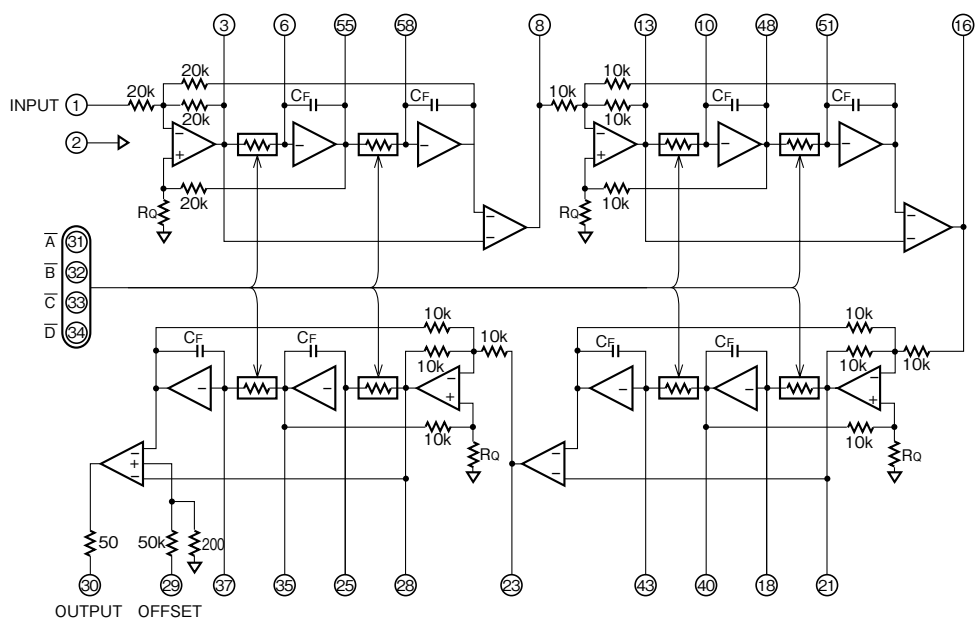 3 6 55 58 8 13 10 48 51 16
20k 10k
20k 20k CF CF 10k 10k CF CF
INPUT 1
20k 10k
2
− + − − − + − −
20k 10k
RQ RQ
− − − −
A̅ 31
B̅ 32
C̅ 33
D̅ 34
10k 10k
CF CF 10k CF CF
10k 10k 10k
− − − + − − − +
10k 10k
RQ RQ
− + − − −
50 50k 200
30 29 37 35 25 28 23 43 40 18 21
OUTPUT OFFSET